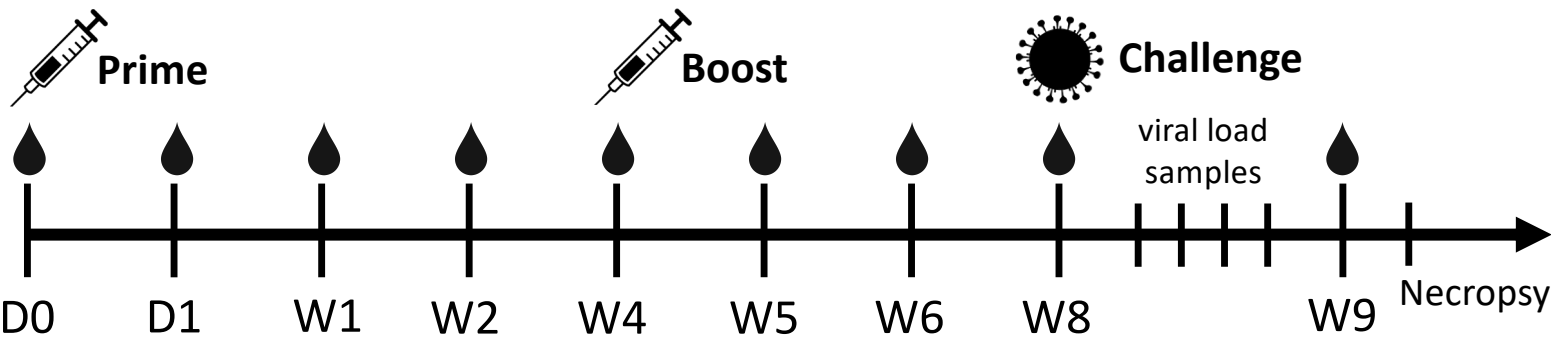 Prime
Boost
Challenge
viral load
samples
D0
D1
W1
W2
W4
W5
W6
W8
W9
Necropsy